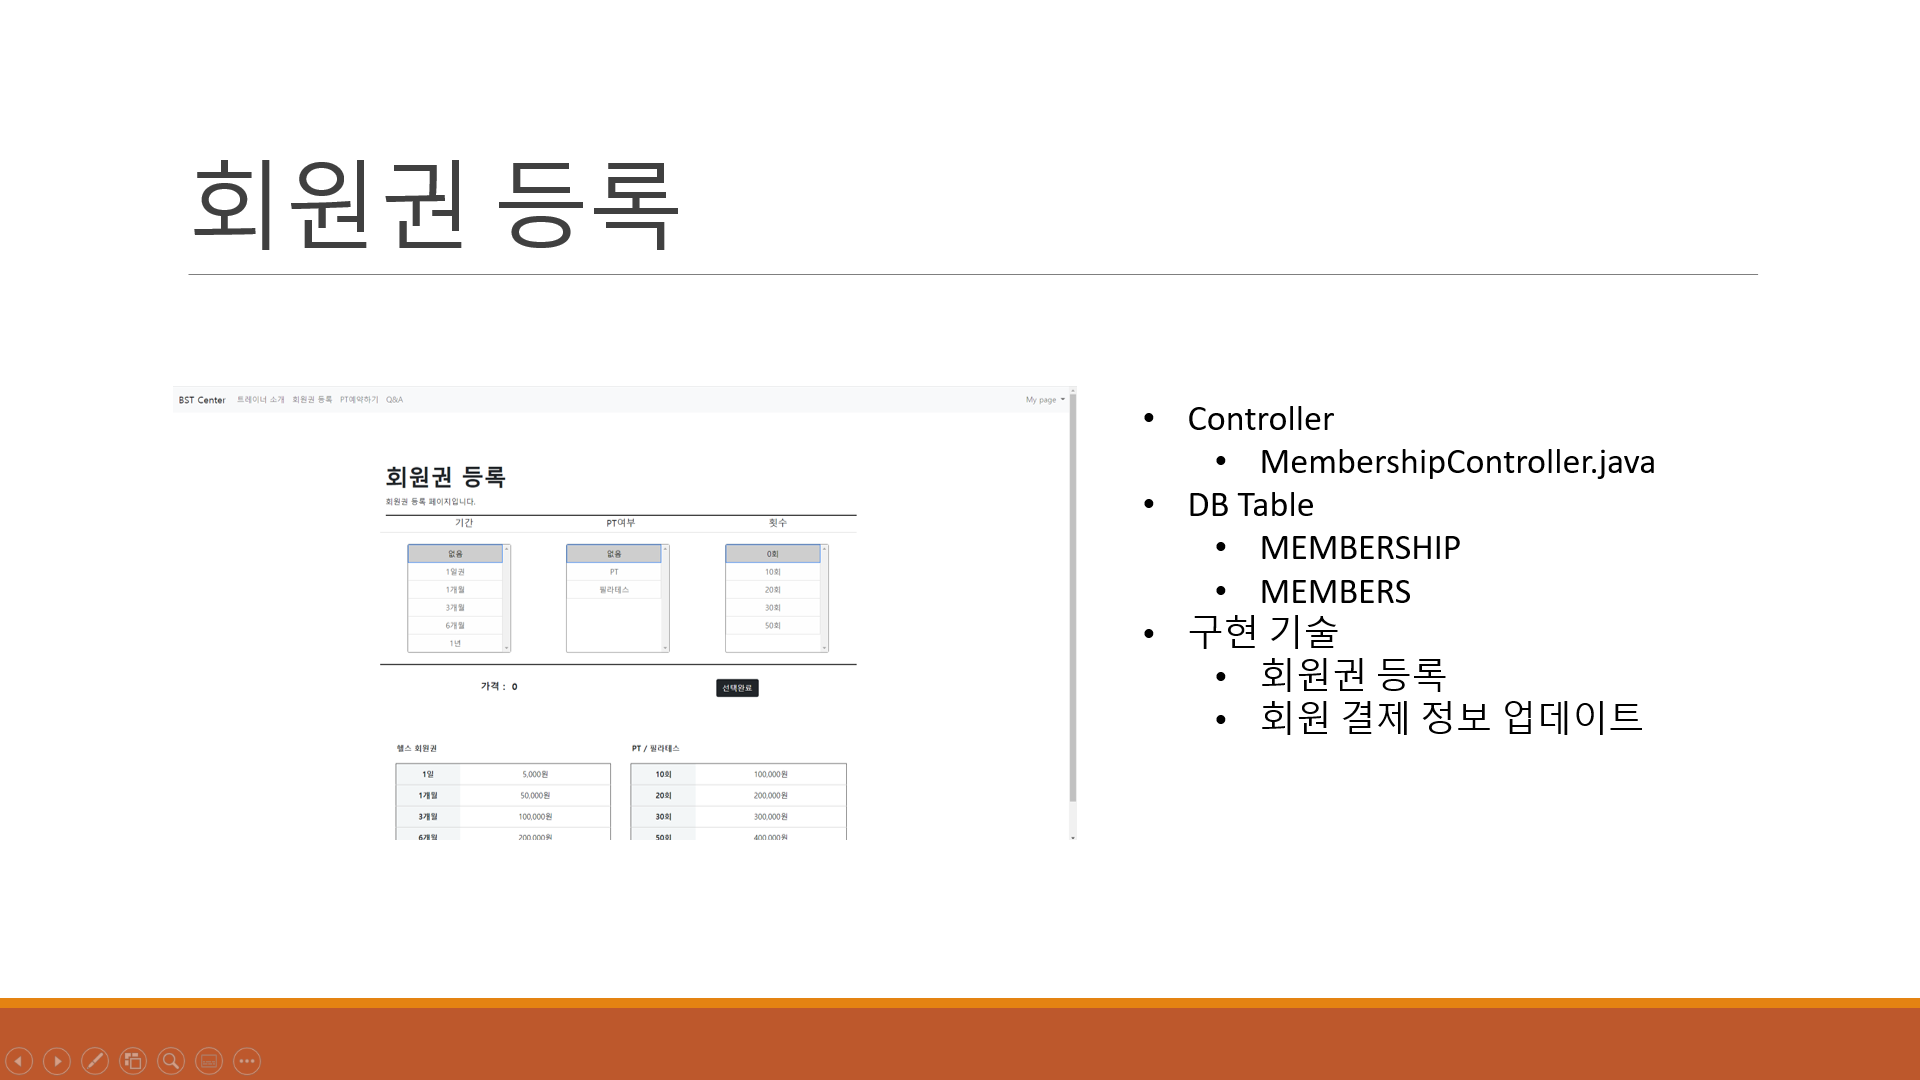 회원권 등록
BST Center 트레이너 소개 회원권 등록 PT예약하기 Q&A My page
회원권 등록
회원권 등록 페이지입니다.
기간 PT여부 횟수
없음 없음 0회
1일권 PT 10회
1개월 필라테스 20회
3개월 30회
6개월 50회
1년
가격 : 0 선택완료
헬스 회원권 PT / 필라테스
1일 5,000원 10회 100,000원
1개월 50,000원 20회 200,000원
3개월 100,000원 30회 300,000원
6개월 200,000원 50회 400,000원
• Controller
• MembershipController.java
• DB Table
• MEMBERSHIP
• MEMBERS
• 구현 기술
• 회원권 등록
• 회원 결제 정보 업데이트